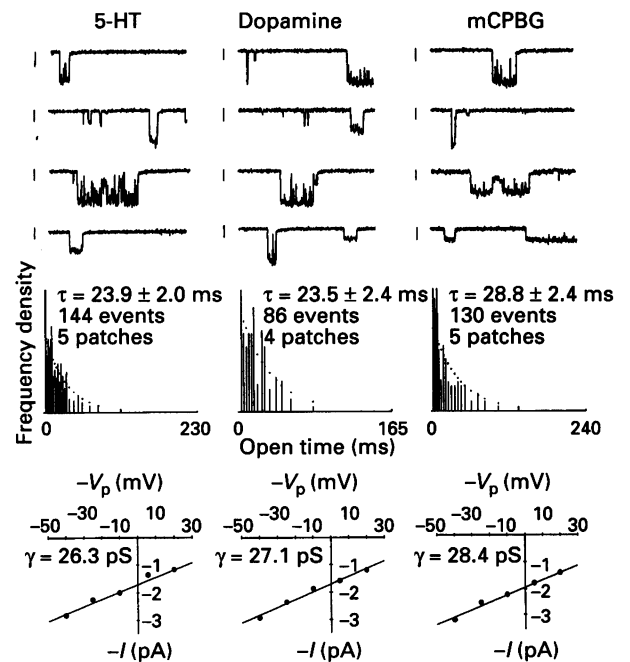 5-HT Dopamine mCPBG
Frequency density
τ = 23.9 ± 2.0 ms
144 events
5 patches
0 230
τ = 23.5 ± 2.4 ms
86 events
4 patches
0 165
τ = 28.8 ± 2.4 ms
130 events
5 patches
0 240
Open time (ms)
–Vp (mV)
–50 –30 –10 10 30
γ = 26.3 pS
–1
–2
–3
–I (pA)
–Vp (mV)
–50 –30 –10 10 30
γ = 27.1 pS
–1
–2
–3
–I (pA)
–Vp (mV)
–50 –30 –10 10 30
γ = 28.4 pS
–1
–2
–3
–I (pA)